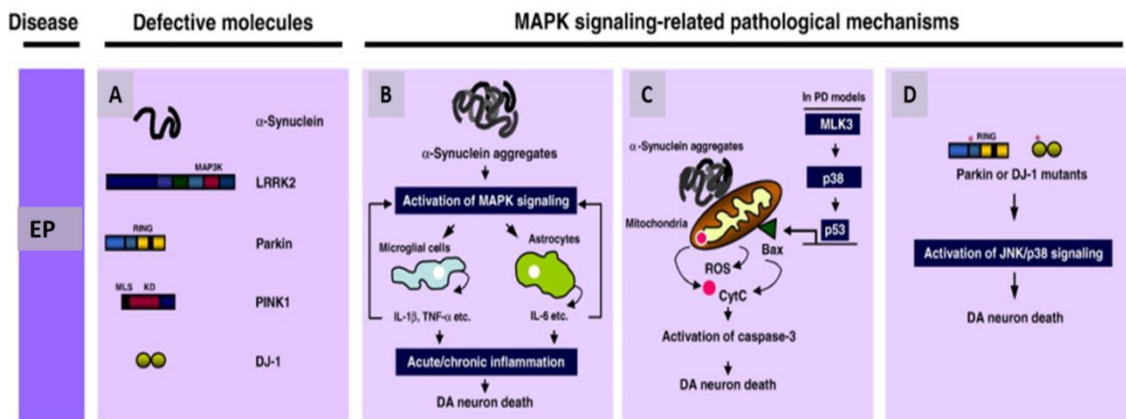 Disease
Defective molecules
MAPK signaling-related pathological mechanisms
EP
A
α-Synuclein
MAP3K
LRRK2
RING
Parkin
MLS KD
PINK1
DJ-1
B
α-Synuclein aggregates
Activation of MAPK signaling
Microglial cells
Astrocytes
IL-1β, TNF-α etc.
IL-6 etc.
Acute/chronic inflammation
DA neuron death
C
In PD models
MLK3
α-Synuclein aggregates
p38
Mitochondria
p53
Bax
ROS
CytC
Activation of caspase-3
DA neuron death
D
RING
Parkin or DJ-1 mutants
Activation of JNK/p38 signaling
DA neuron death